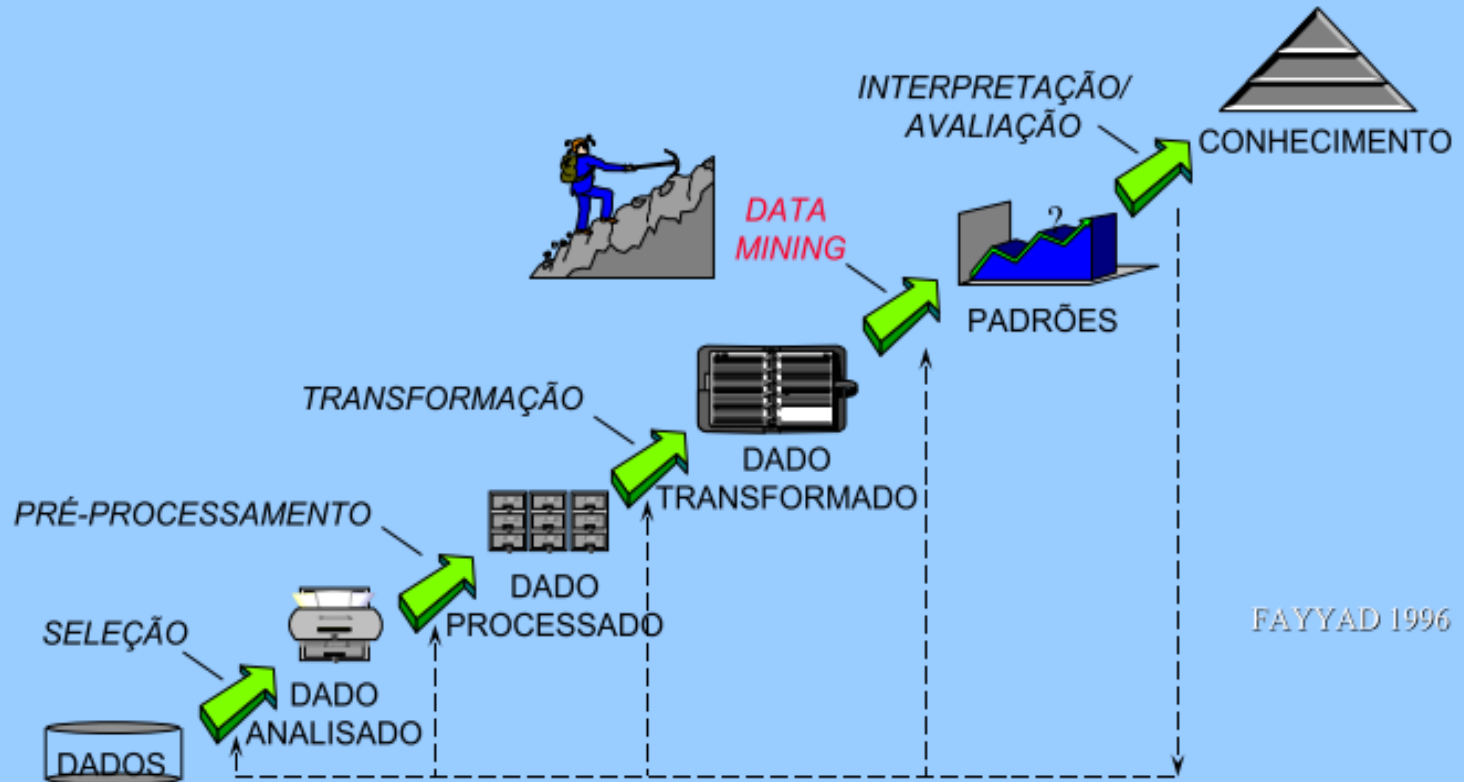 INTERPRETAÇÃO/
AVALIAÇÃO
CONHECIMENTO
DATA
MINING
?
PADRÕES
TRANSFORMAÇÃO
DADO
TRANSFORMADO
PRÉ-PROCESSAMENTO
DADO
PROCESSADO
FAYYAD 1996
SELEÇÃO
DADO
ANALISADO
DADOS